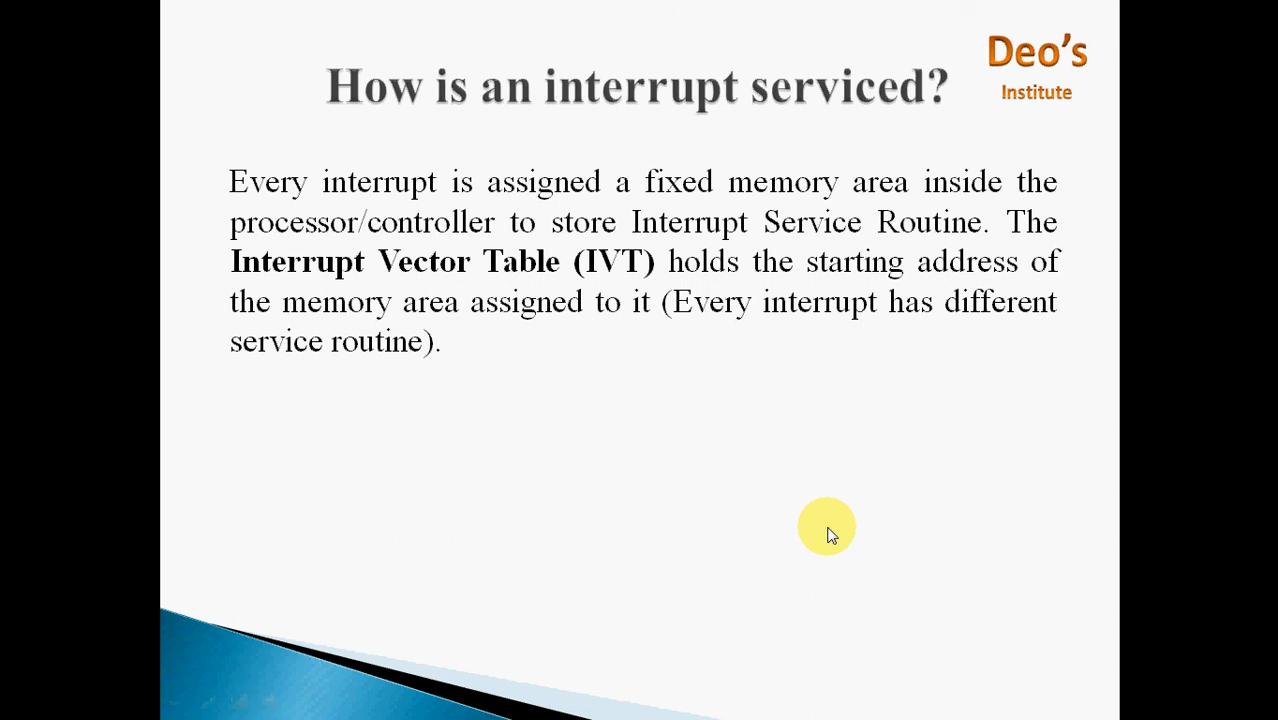 Deo's
Institute
How is an interrupt serviced?
Every interrupt is assigned a fixed memory area inside the
processor/controller to store Interrupt Service Routine. The
Interrupt Vector Table (IVT) holds the starting address of
the memory area assigned to it (Every interrupt has different
service routine).